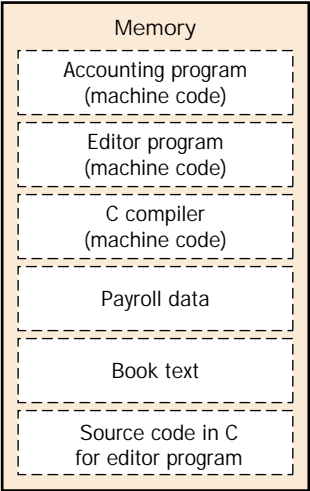 Memory
Accounting program
(machine code)
Editor program
(machine code)
C compiler
(machine code)
Payroll data
Book text
Source code in C
for editor program